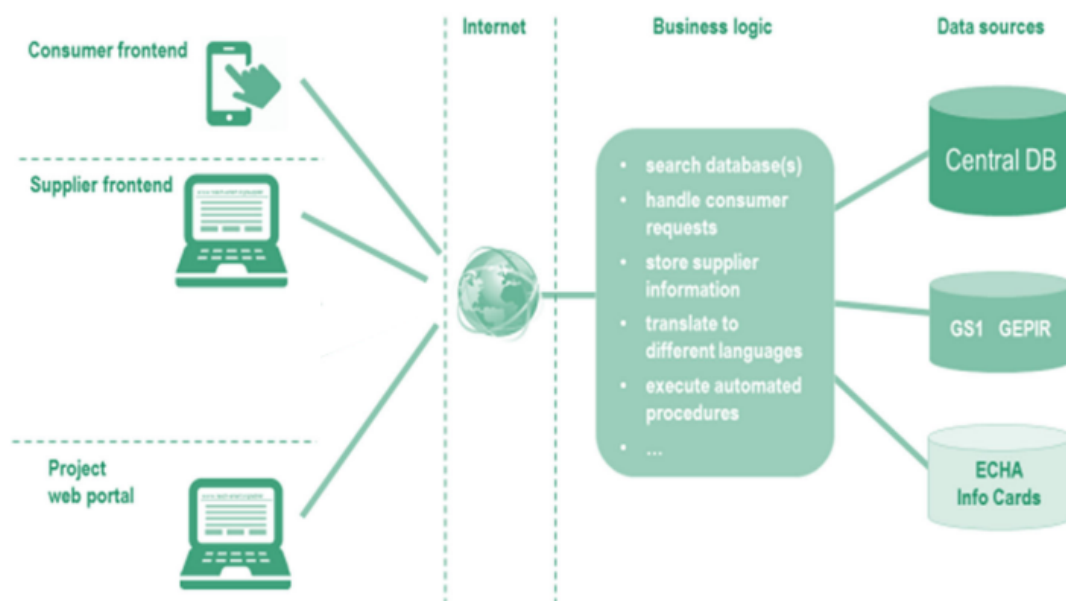 Consumer frontend
Internet
Business logic
Data sources
Supplier frontend
Project
web portal
• search database(s)
• handle consumer
requests
• store supplier
information
• translate to
different languages
• execute automated
procedures
• ...
Central DB
GS1 GEPIR
ECHA
Info Cards